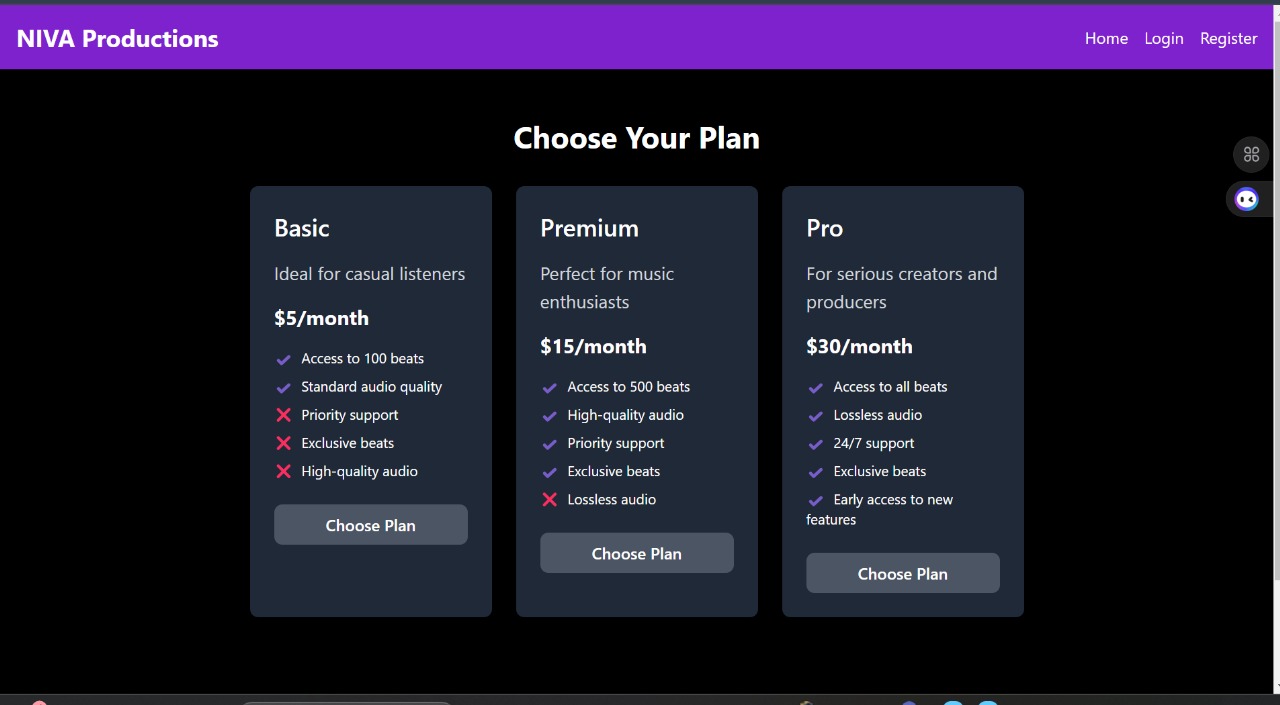 NIVA Productions
Home Login Register
Choose Your Plan
Basic
Ideal for casual listeners
$5/month
Access to 100 beats
Standard audio quality
Priority support
Exclusive beats
High-quality audio
Choose Plan
Premium
Perfect for music
enthusiasts
$15/month
Access to 500 beats
High-quality audio
Priority support
Exclusive beats
Lossless audio
Choose Plan
Pro
For serious creators and
producers
$30/month
Access to all beats
Lossless audio
24/7 support
Exclusive beats
Early access to new
features
Choose Plan